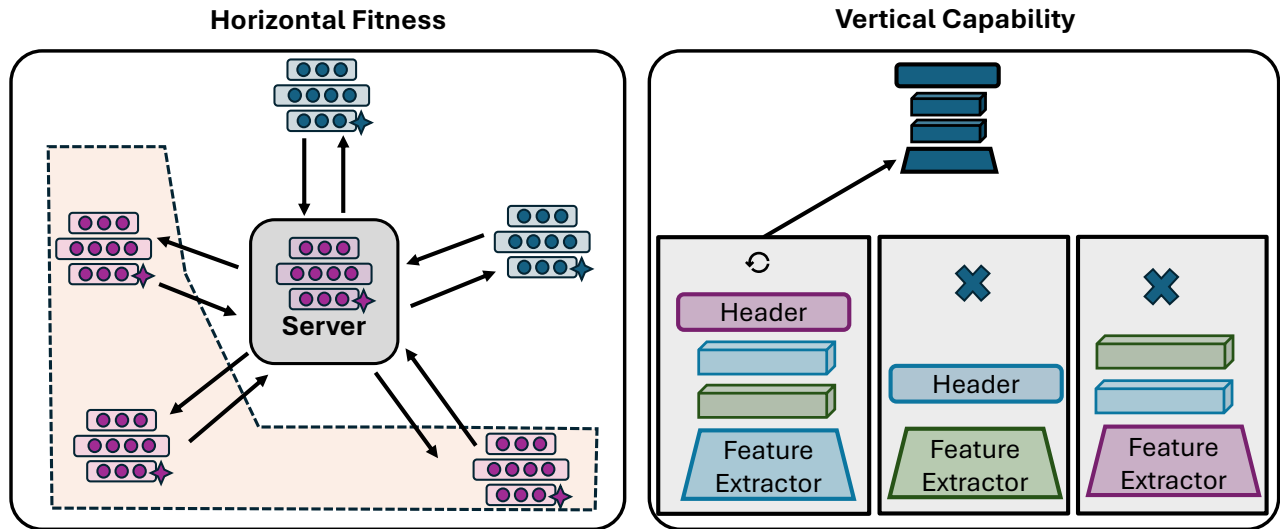 Horizontal Fitness
Vertical Capability
Server
Header
Header
Feature
Extractor
Feature
Extractor
Feature
Extractor